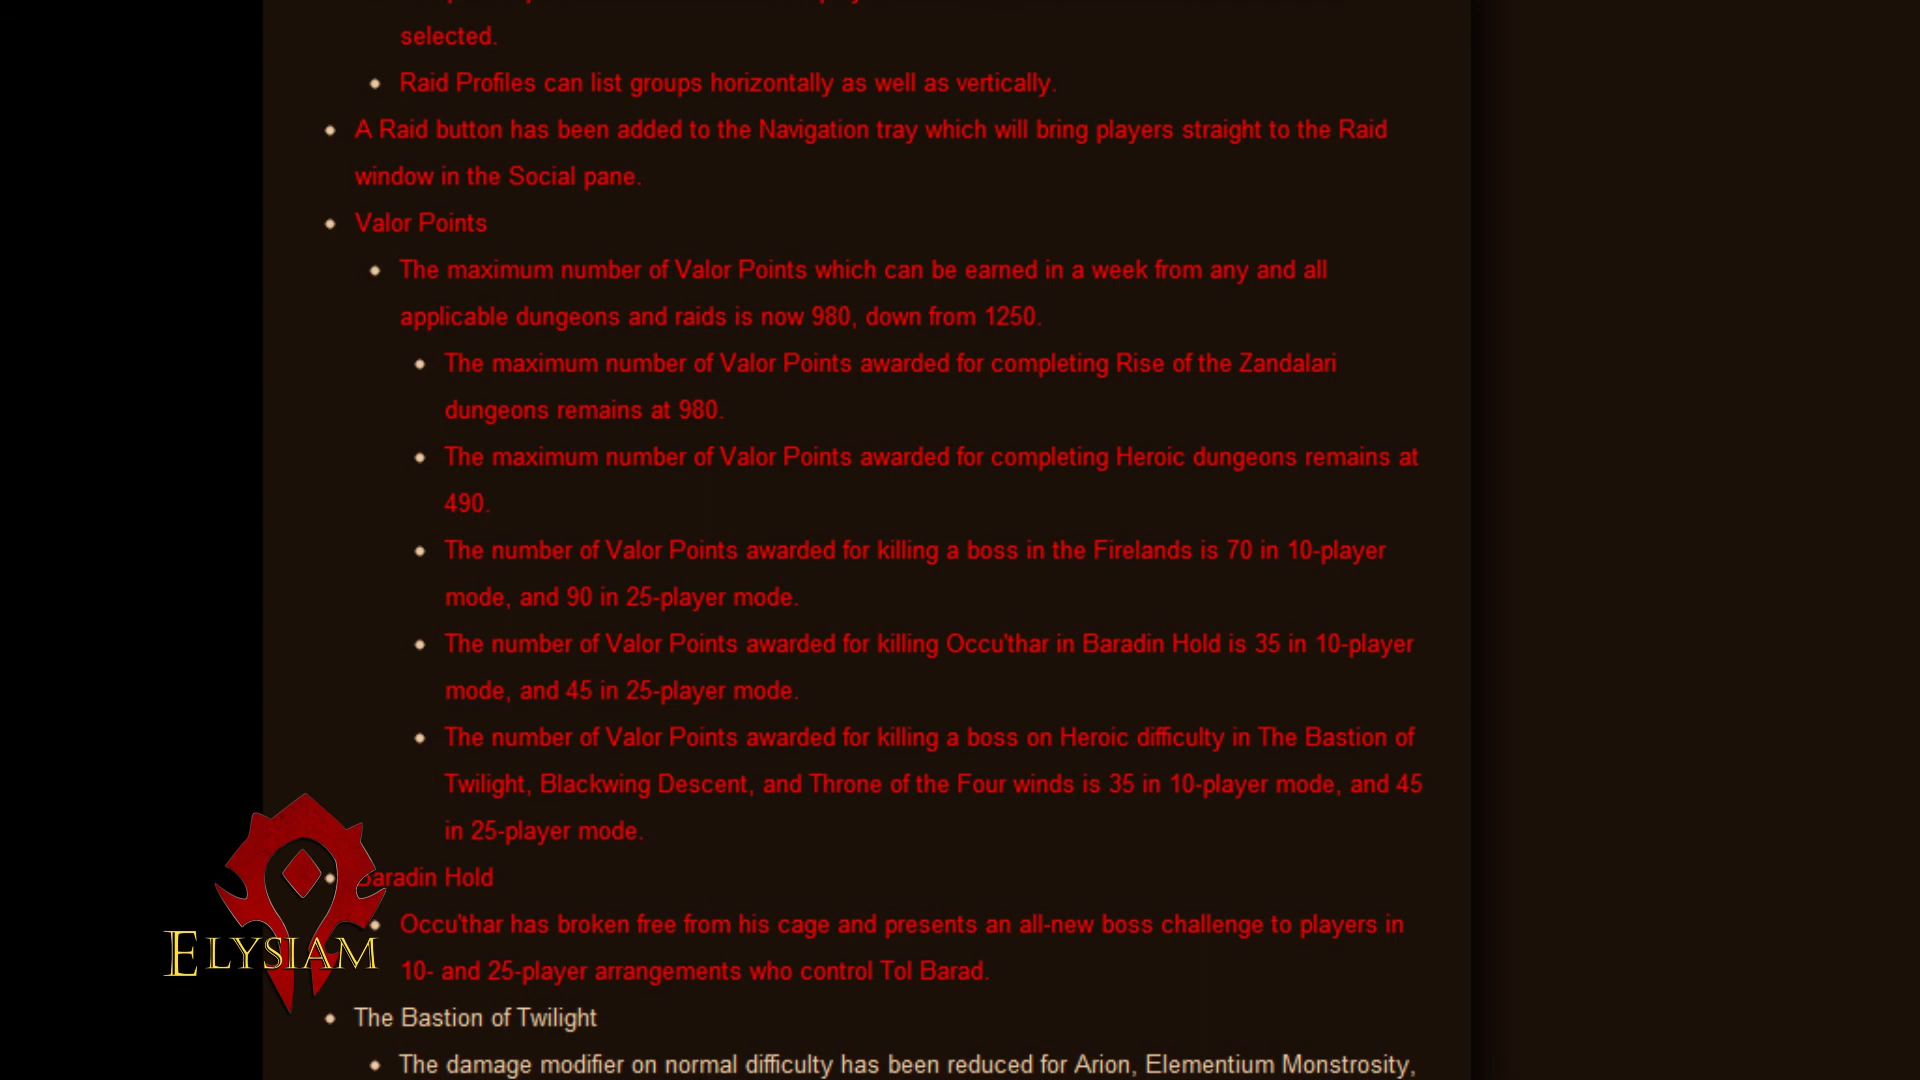 selected.
Raid Profiles can list groups horizontally as well as vertically.
A Raid button has been added to the Navigation tray which will bring players straight to the Raid
window in the Social pane.
Valor Points
The maximum number of Valor Points which can be earned in a week from any and all
applicable dungeons and raids is now 980, down from 1250.
The maximum number of Valor Points awarded for completing Rise of the Zandalari
dungeons remains at 980.
The maximum number of Valor Points awarded for completing Heroic dungeons remains at
490.
The number of Valor Points awarded for killing a boss in the Firelands is 70 in 10-player
mode, and 90 in 25-player mode.
The number of Valor Points awarded for killing Occu'thar in Baradin Hold is 35 in 10-player
mode, and 45 in 25-player mode.
The number of Valor Points awarded for killing a boss on Heroic difficulty in The Bastion of
Twilight, Blackwing Descent, and Throne of the Four winds is 35 in 10-player mode, and 45
in 25-player mode.
Baradin Hold
Occu'thar has broken free from his cage and presents an all-new boss challenge to players in
10- and 25-player arrangements who control Tol Barad.
ELYSIAM
The Bastion of Twilight
The damage modifier on normal difficulty has been reduced for Arion, Elementium Monstrosity,